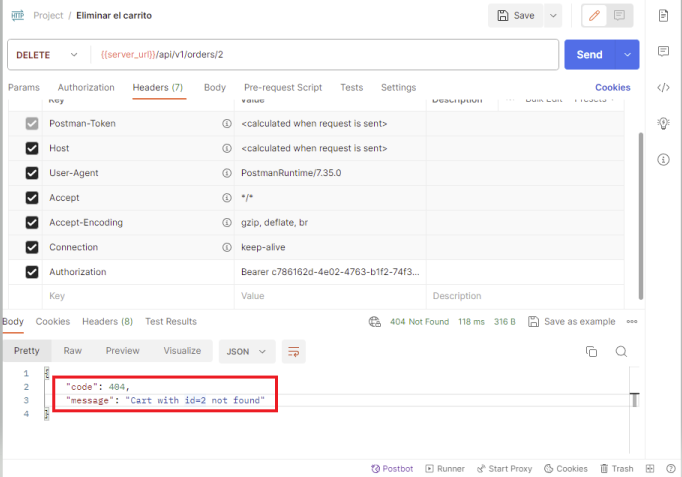 HTTP Project / Eliminar el carrito Save
DELETE {{server_url}}/api/v1/orders/2 Send
Params Authorization Headers (7) Body Pre-request Script Tests Settings Cookies
Key Value Description Bulk Edit Presets
Postman-Token <calculated when request is sent>
Host <calculated when request is sent>
User-Agent PostmanRuntime/7.35.0
Accept */*
Accept-Encoding gzip, deflate, br
Connection keep-alive
Authorization Bearer c786162d-4e02-4763-b1f2-74f3...
Key Value Description
Body Cookies Headers (8) Test Results 404 Not Found 118 ms 316 B Save as example
Pretty Raw Preview Visualize JSON
1 {
2 "code": 404,
3 "message": "Cart with id=2 not found"
4 }
Postbot Runner Start Proxy Cookies Trash